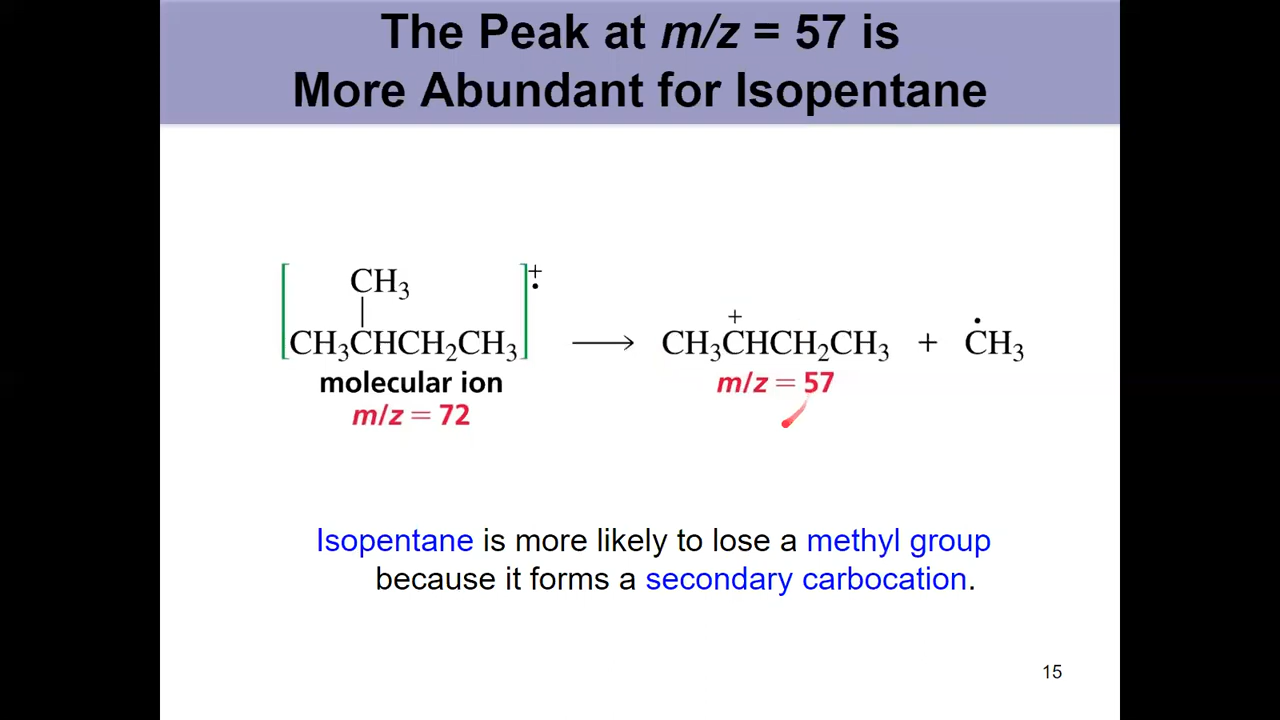 The Peak at m/z = 57 is
More Abundant for Isopentane
CH₃
CH₃CHCH₂CH₃
+
•
molecular ion
m/z = 72
⟶
+
CH₃CHCH₂CH₃
m/z = 57
+
•
CH₃
Isopentane is more likely to lose a methyl group
because it forms a secondary carbocation.
15